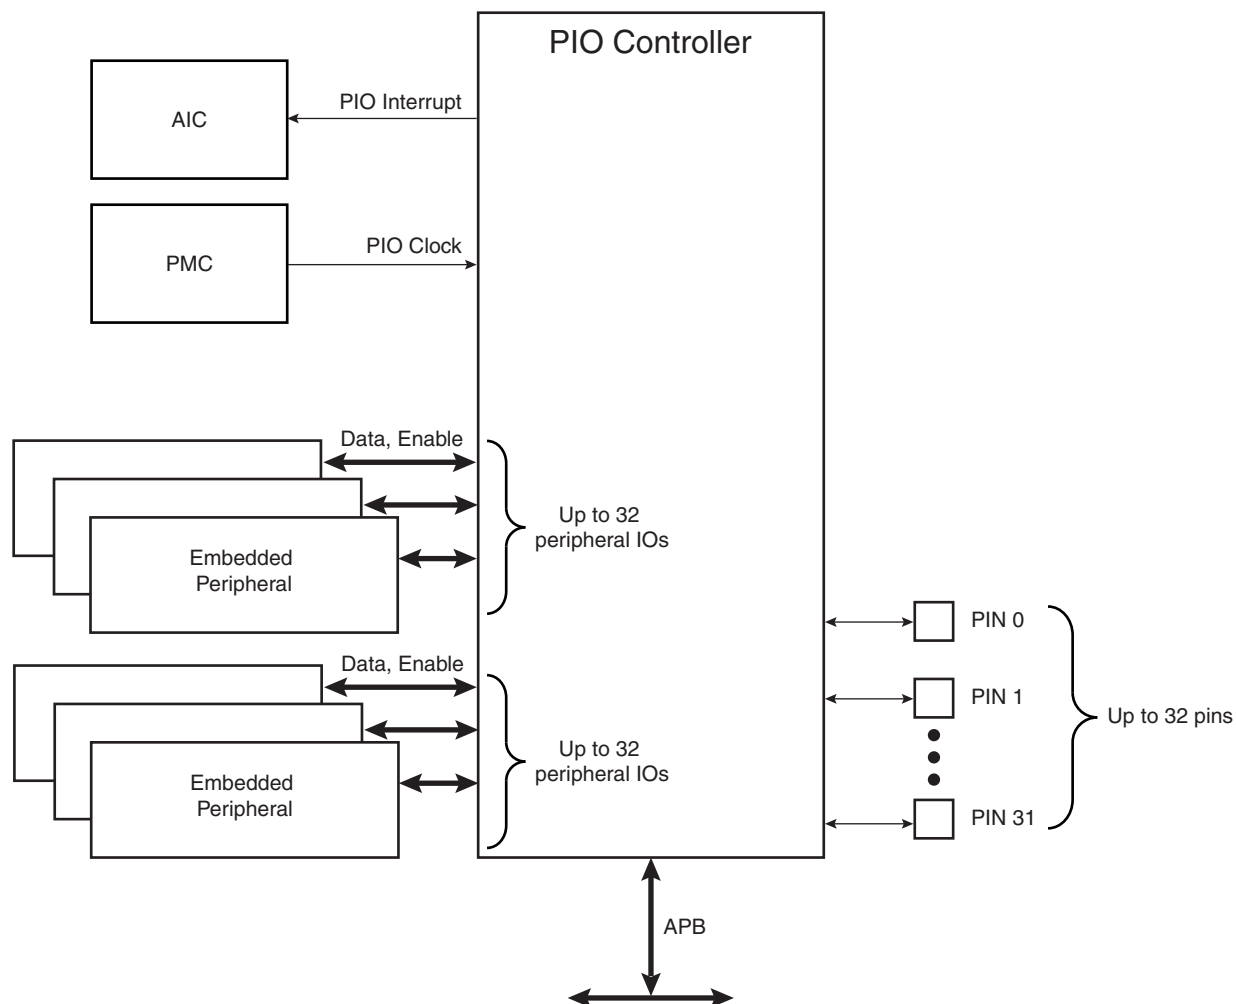 PIO Controller
PIO Interrupt
AIC
PIO Clock
PMC
Data, Enable
Up to 32
peripheral IOs
Embedded
Peripheral
PIN 0
Data, Enable
PIN 1
Up to 32 pins
Up to 32
peripheral IOs
Embedded
Peripheral
PIN 31
APB